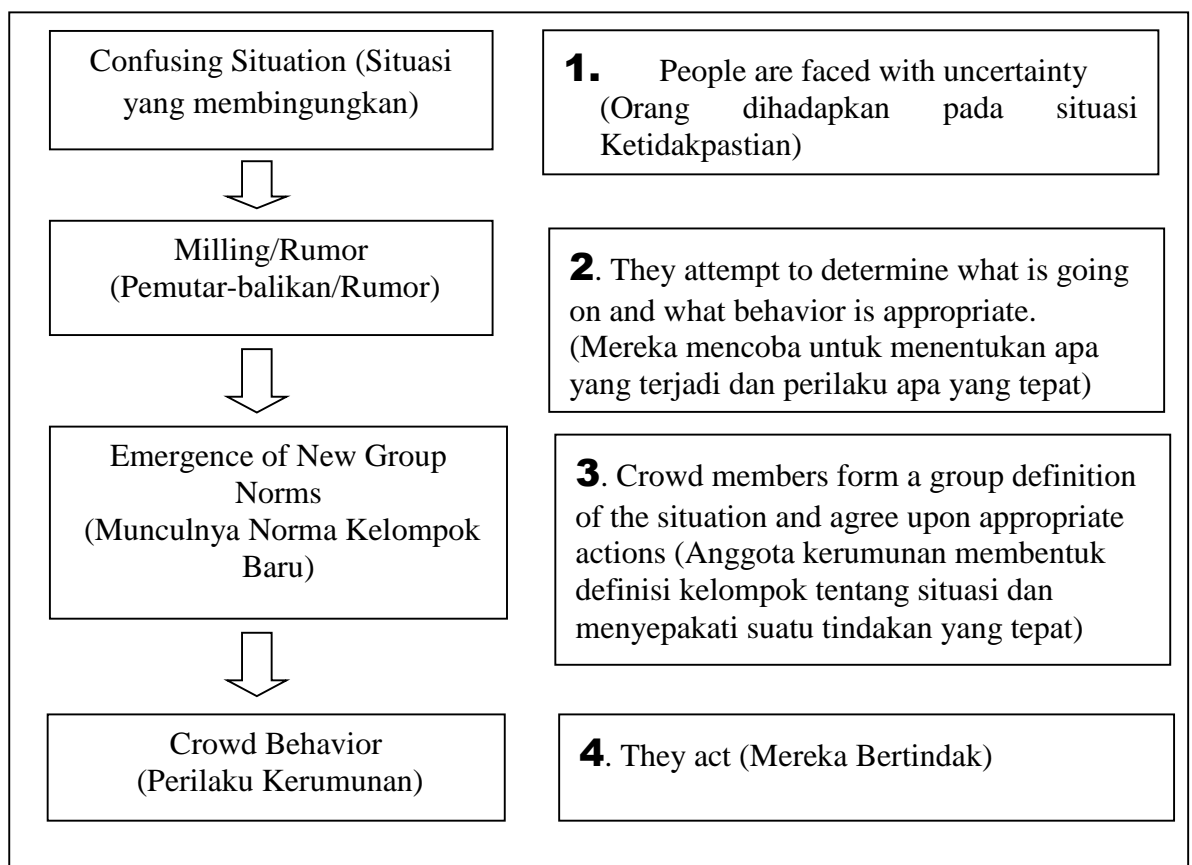 Confusing Situation (Situasi
yang membingungkan)
1. People are faced with uncertainty
(Orang dihadapkan pada situasi
Ketidakpastian)
Milling/Rumor
(Pemutar-balikan/Rumor)
2. They attempt to determine what is going
on and what behavior is appropriate.
(Mereka mencoba untuk menentukan apa
yang terjadi dan perilaku apa yang tepat)
Emergence of New Group
Norms
(Munculnya Norma Kelompok
Baru)
3. Crowd members form a group definition
of the situation and agree upon appropriate
actions (Anggota kerumunan membentuk
definisi kelompok tentang situasi dan
menyepakati suatu tindakan yang tepat)
Crowd Behavior
(Perilaku Kerumunan)
4. They act (Mereka Bertindak)